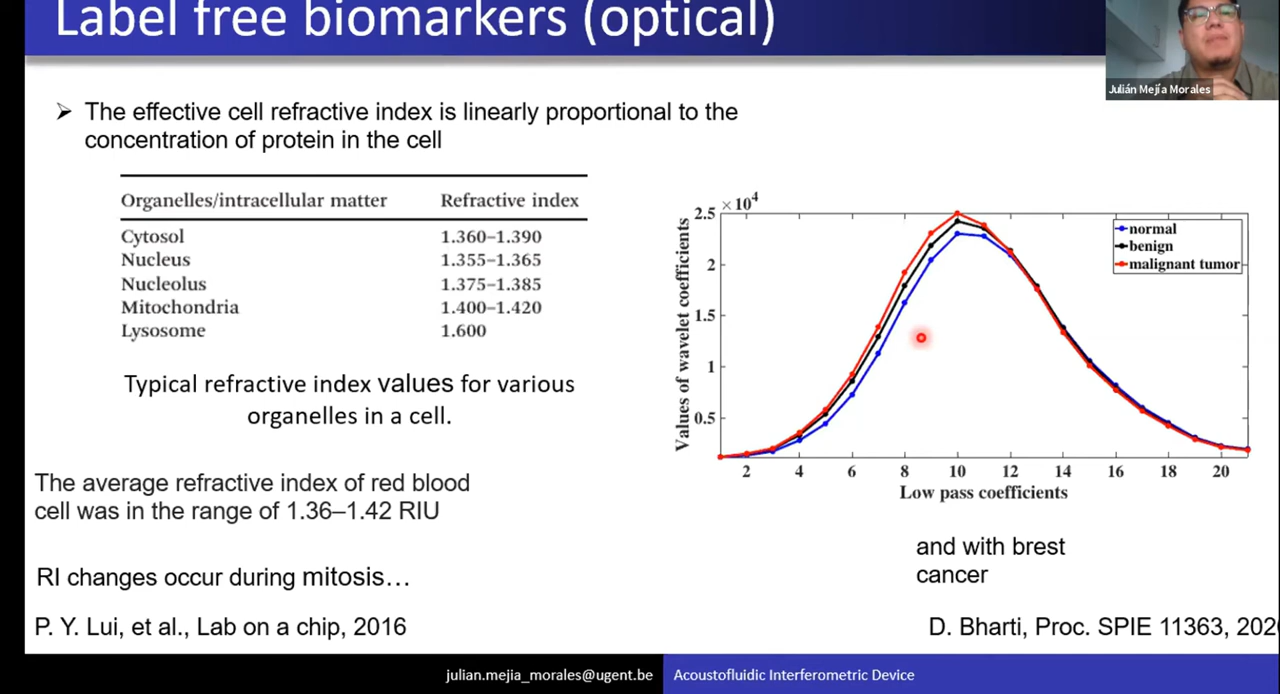 Label free biomarkers (optical)
Julián Mejía Morales
➢ The effective cell refractive index is linearly proportional to the
concentration of protein in the cell
Organelles/intracellular matter Refractive index
Cytosol 1.360–1.390
Nucleus 1.355–1.365
Nucleolus 1.375–1.385
Mitochondria 1.400–1.420
Lysosome 1.600
Typical refractive index values for various
organelles in a cell.
The average refractive index of red blood
cell was in the range of 1.36–1.42 RIU
RI changes occur during mitosis…
P. Y. Lui, et al., Lab on a chip, 2016
×10⁴
2.5
2
1.5
1
0.5
Values of wavelet coefficients
normal
benign
malignant tumor
2 4 6 8 10 12 14 16 18 20
Low pass coefficients
and with brest
cancer
D. Bharti, Proc. SPIE 11363, 202
julian.mejia_morales@ugent.be
Acoustofluidic Interferometric Device